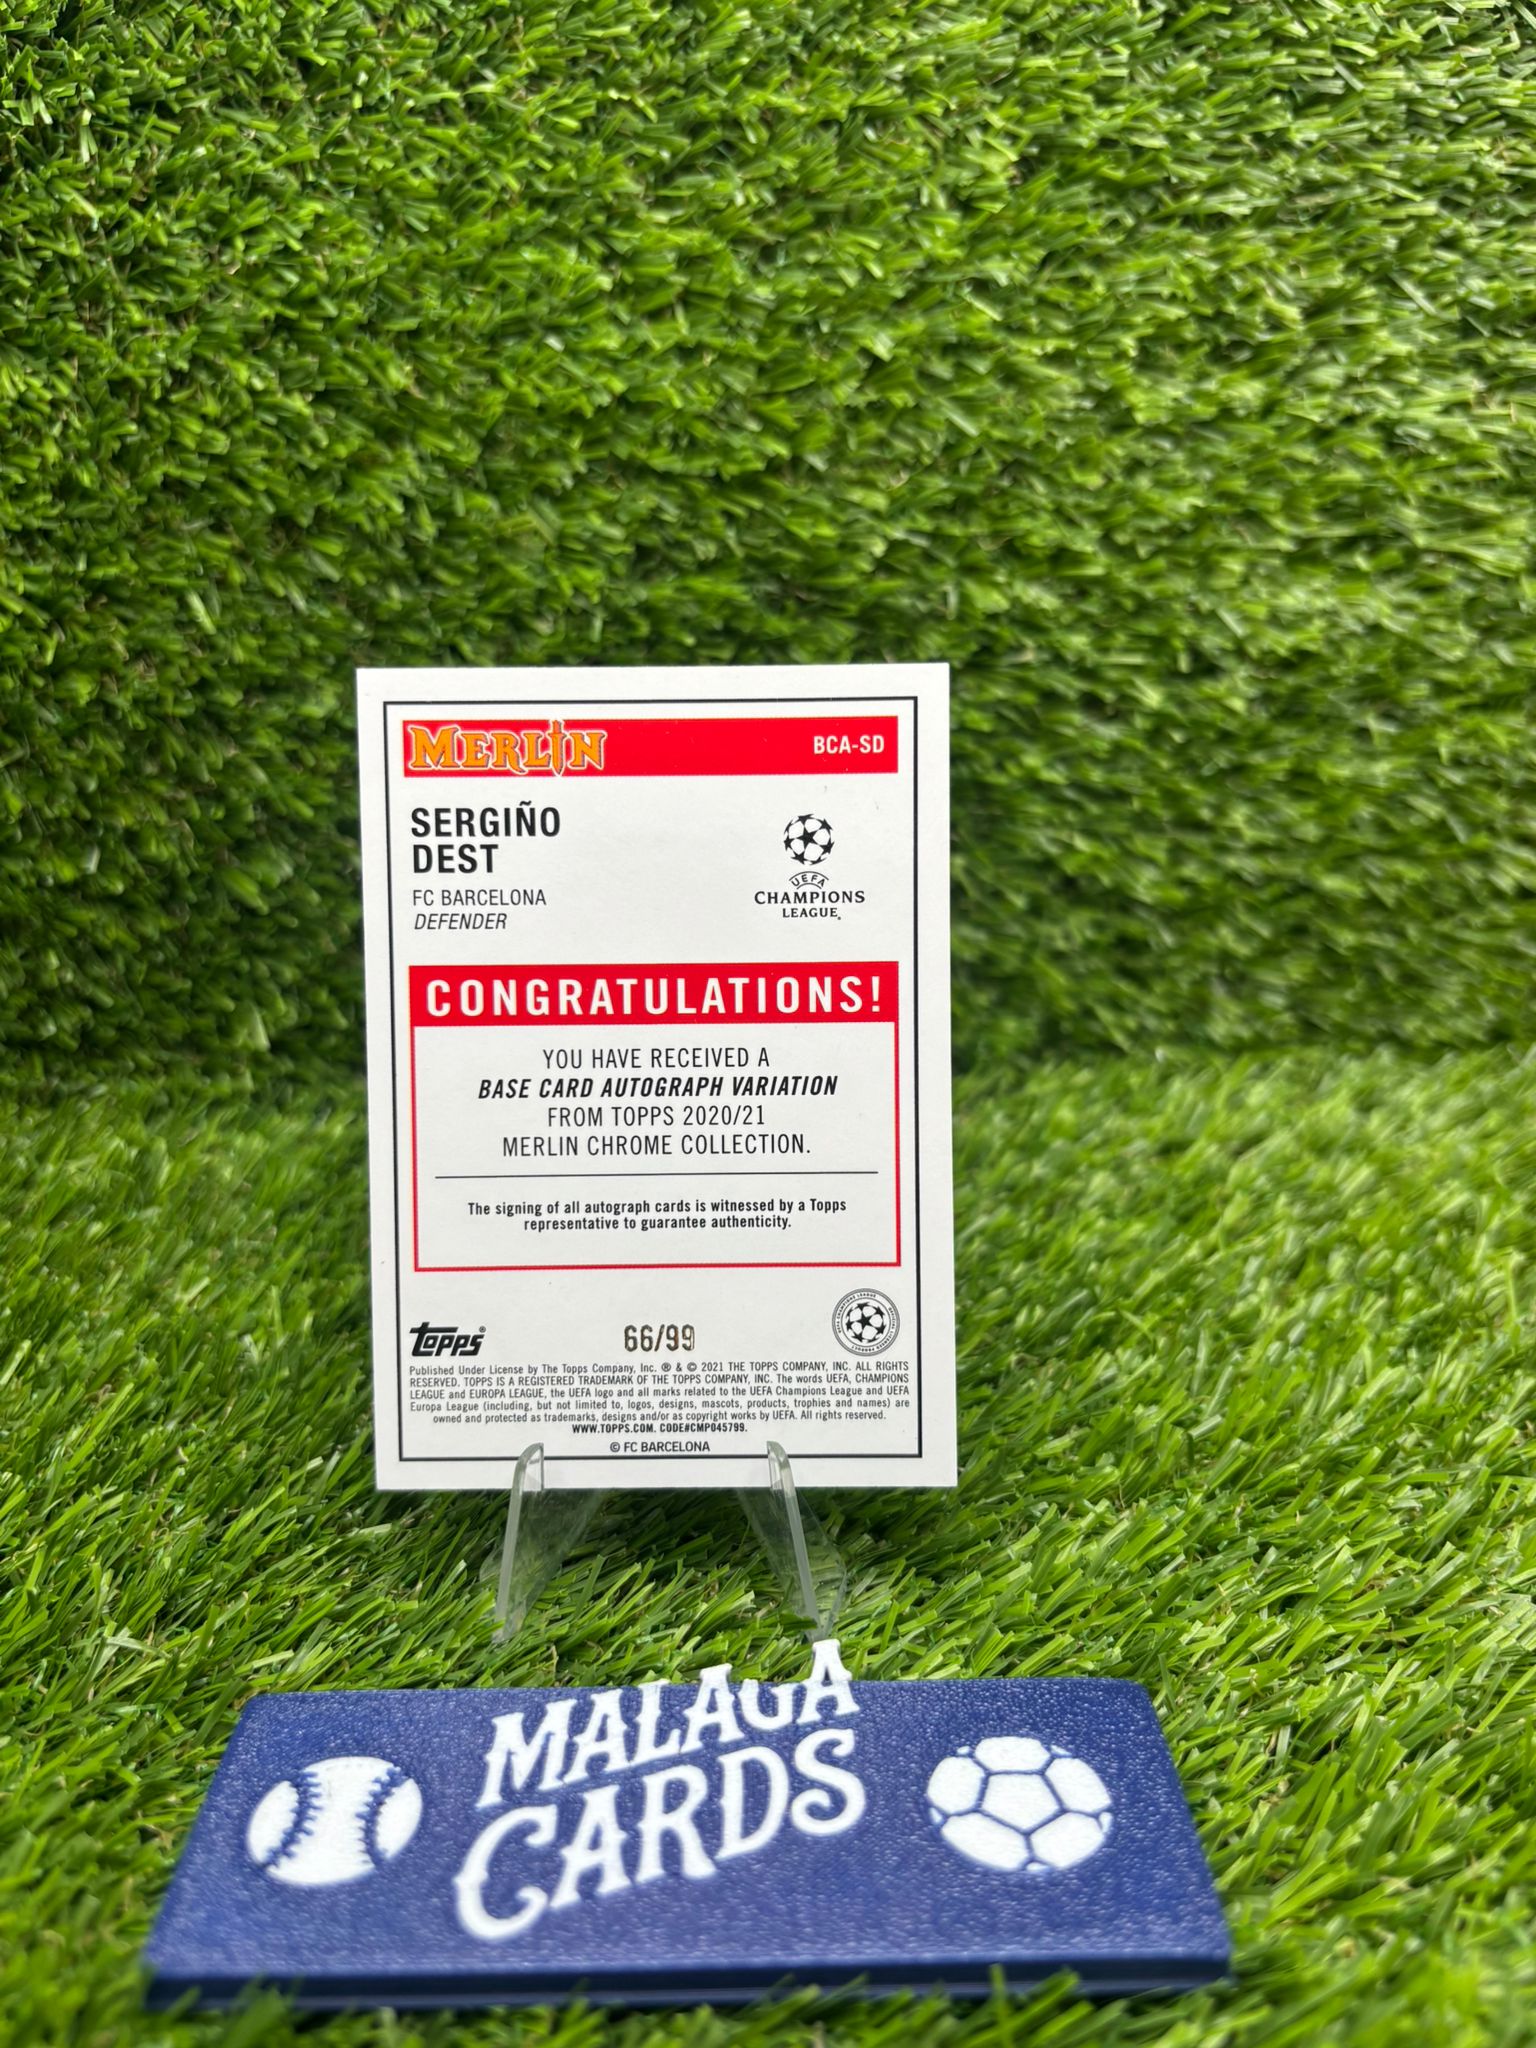 MERLIN
BCA-SD
SERGIÑO
DEST
FC BARCELONA
DEFENDER
UEFA
CHAMPIONS
LEAGUE®
CONGRATULATIONS!
YOU HAVE RECEIVED A
BASE CARD AUTOGRAPH VARIATION
FROM TOPPS 2020/21
MERLIN CHROME COLLECTION.
The signing of all autograph cards is witnessed by a Topps
representative to guarantee authenticity.
Topps®
66/99
Published Under License by The Topps Company, Inc. ® & © 2021 THE TOPPS COMPANY, INC. ALL RIGHTS
RESERVED. TOPPS IS A REGISTERED TRADEMARK OF THE TOPPS COMPANY, INC. The words UEFA, CHAMPIONS
LEAGUE and EUROPA LEAGUE, the UEFA logo and all marks related to the UEFA Champions League and UEFA
Europa League (including, but not limited to, logos, designs, mascots, products, trophies and names) are
owned and protected as trademarks, designs and/or as copyright works by UEFA. All rights reserved.
WWW.TOPPS.COM. CODE#CMP045799.
© FC BARCELONA
MALAGA
CARDS